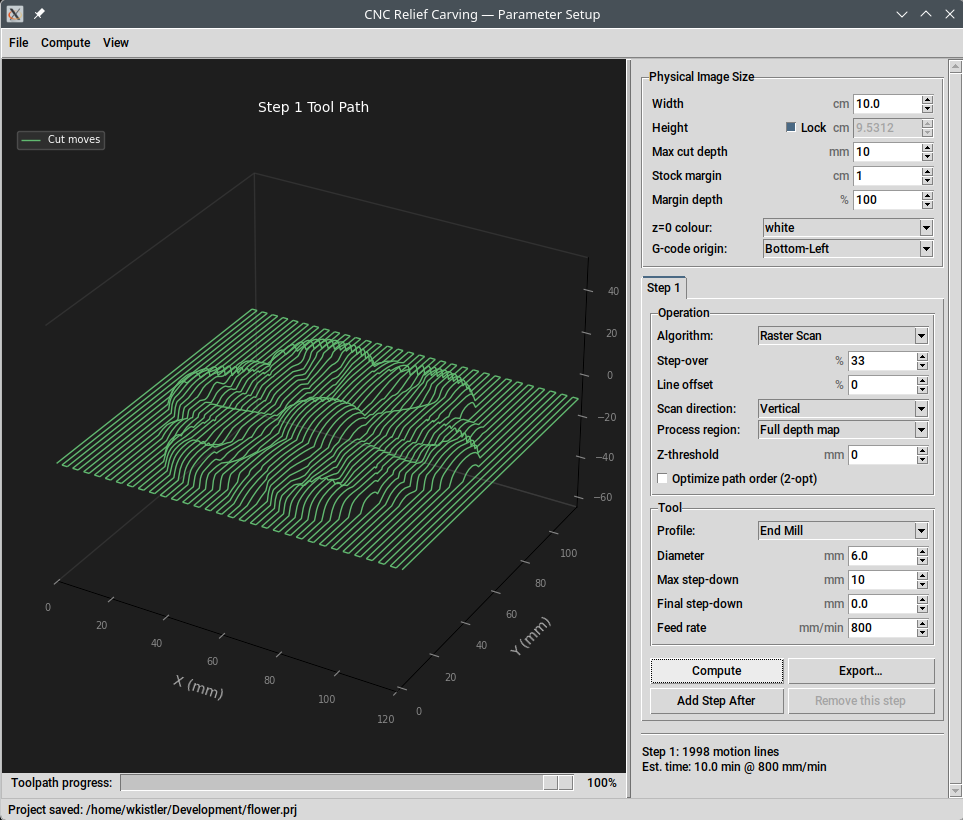 CNC Relief Carving — Parameter Setup
File Compute View
Step 1 Tool Path
Cut moves
40
20
0
−20
−40
−60
0
20
40
60
80
100
120
X (mm)
0
20
40
60
80
100
Y (mm)
Toolpath progress: 100%
Physical Image Size
Width cm 10.0
Height Lock cm 9.5312
Max cut depth mm 10
Stock margin cm 1
Margin depth % 100
z=0 colour: white
G-code origin: Bottom-Left
Step 1
Operation
Algorithm: Raster Scan
Step-over % 33
Line offset % 0
Scan direction: Vertical
Process region: Full depth map
Z-threshold mm 0
Optimize path order (2-opt)
Tool
Profile: End Mill
Diameter mm 6.0
Max step-down mm 10
Final step-down mm 0.0
Feed rate mm/min 800
Compute Export...
Add Step After Remove this step
Step 1: 1998 motion lines
Est. time: 10.0 min @ 800 mm/min
Project saved: /home/wkistler/Development/flower.prj